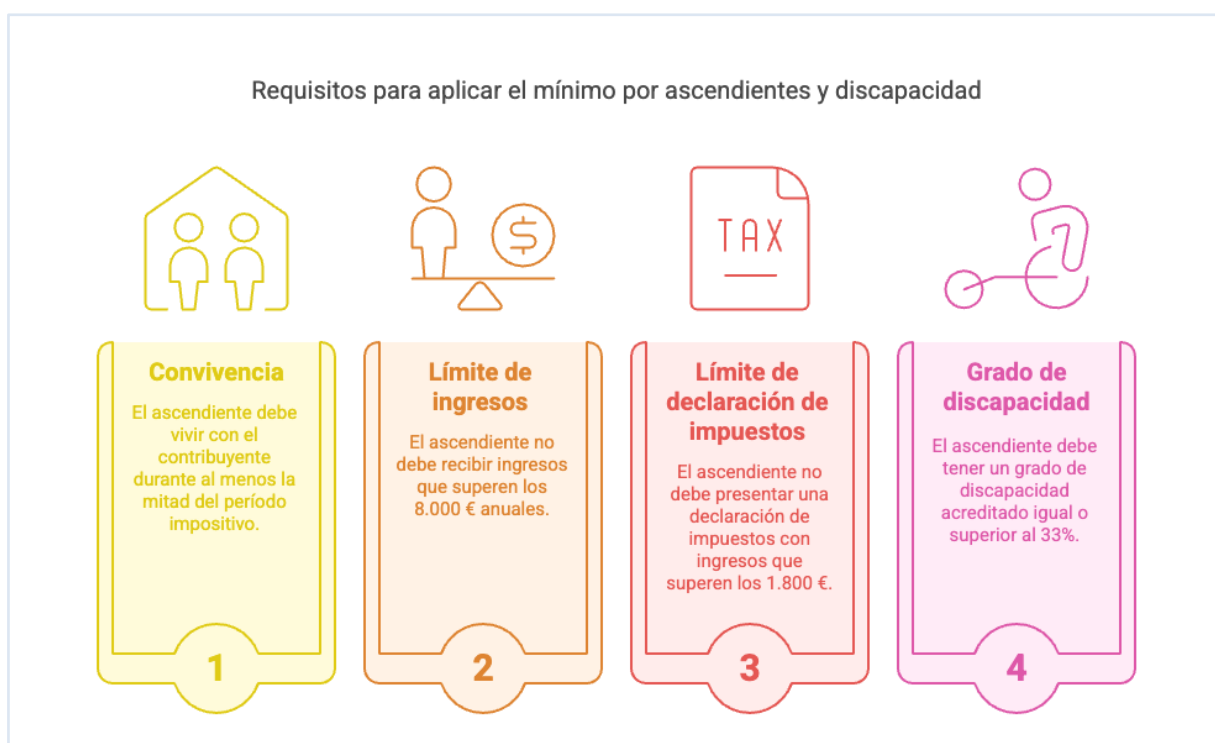 Requisitos para aplicar el mínimo por ascendientes y discapacidad
$
TAX
Convivencia
El ascendiente debe
vivir con el
contribuyente
durante al menos la
mitad del período
impositivo.
1
Límite de
ingresos
El ascendiente no
debe recibir ingresos
que superen los
8.000 € anuales.
2
Límite de
declaración de
impuestos
El ascendiente no
debe presentar una
declaración de
impuestos con
ingresos que
superen los 1.800 €.
3
Grado de
discapacidad
El ascendiente debe
tener un grado de
discapacidad
acreditado igual o
superior al 33%.
4